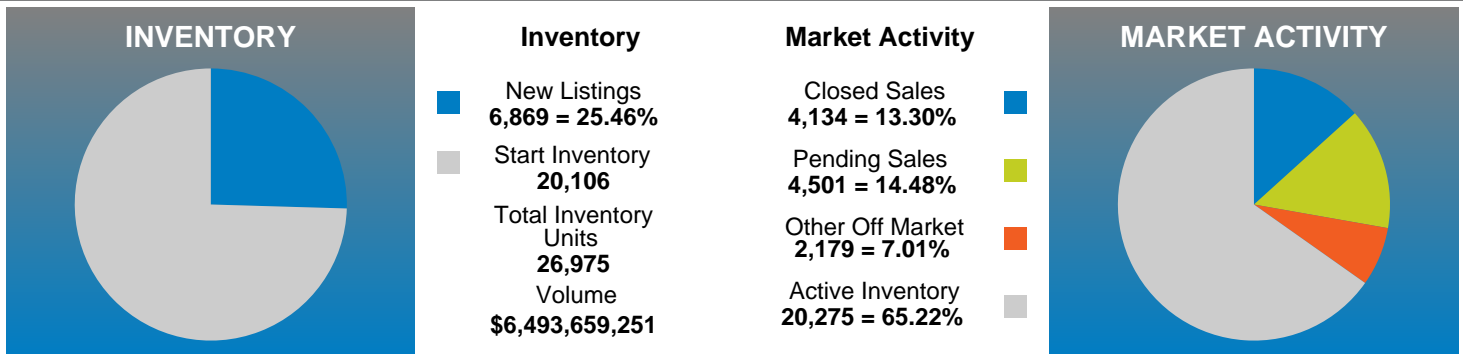 INVENTORY
Inventory
New Listings
6,869 = 25.46%
Start Inventory
20,106
Total Inventory
Units
26,975
Volume
$6,493,659,251
Market Activity
Closed Sales
4,134 = 13.30%
Pending Sales
4,501 = 14.48%
Other Off Market
2,179 = 7.01%
Active Inventory
20,275 = 65.22%
MARKET ACTIVITY